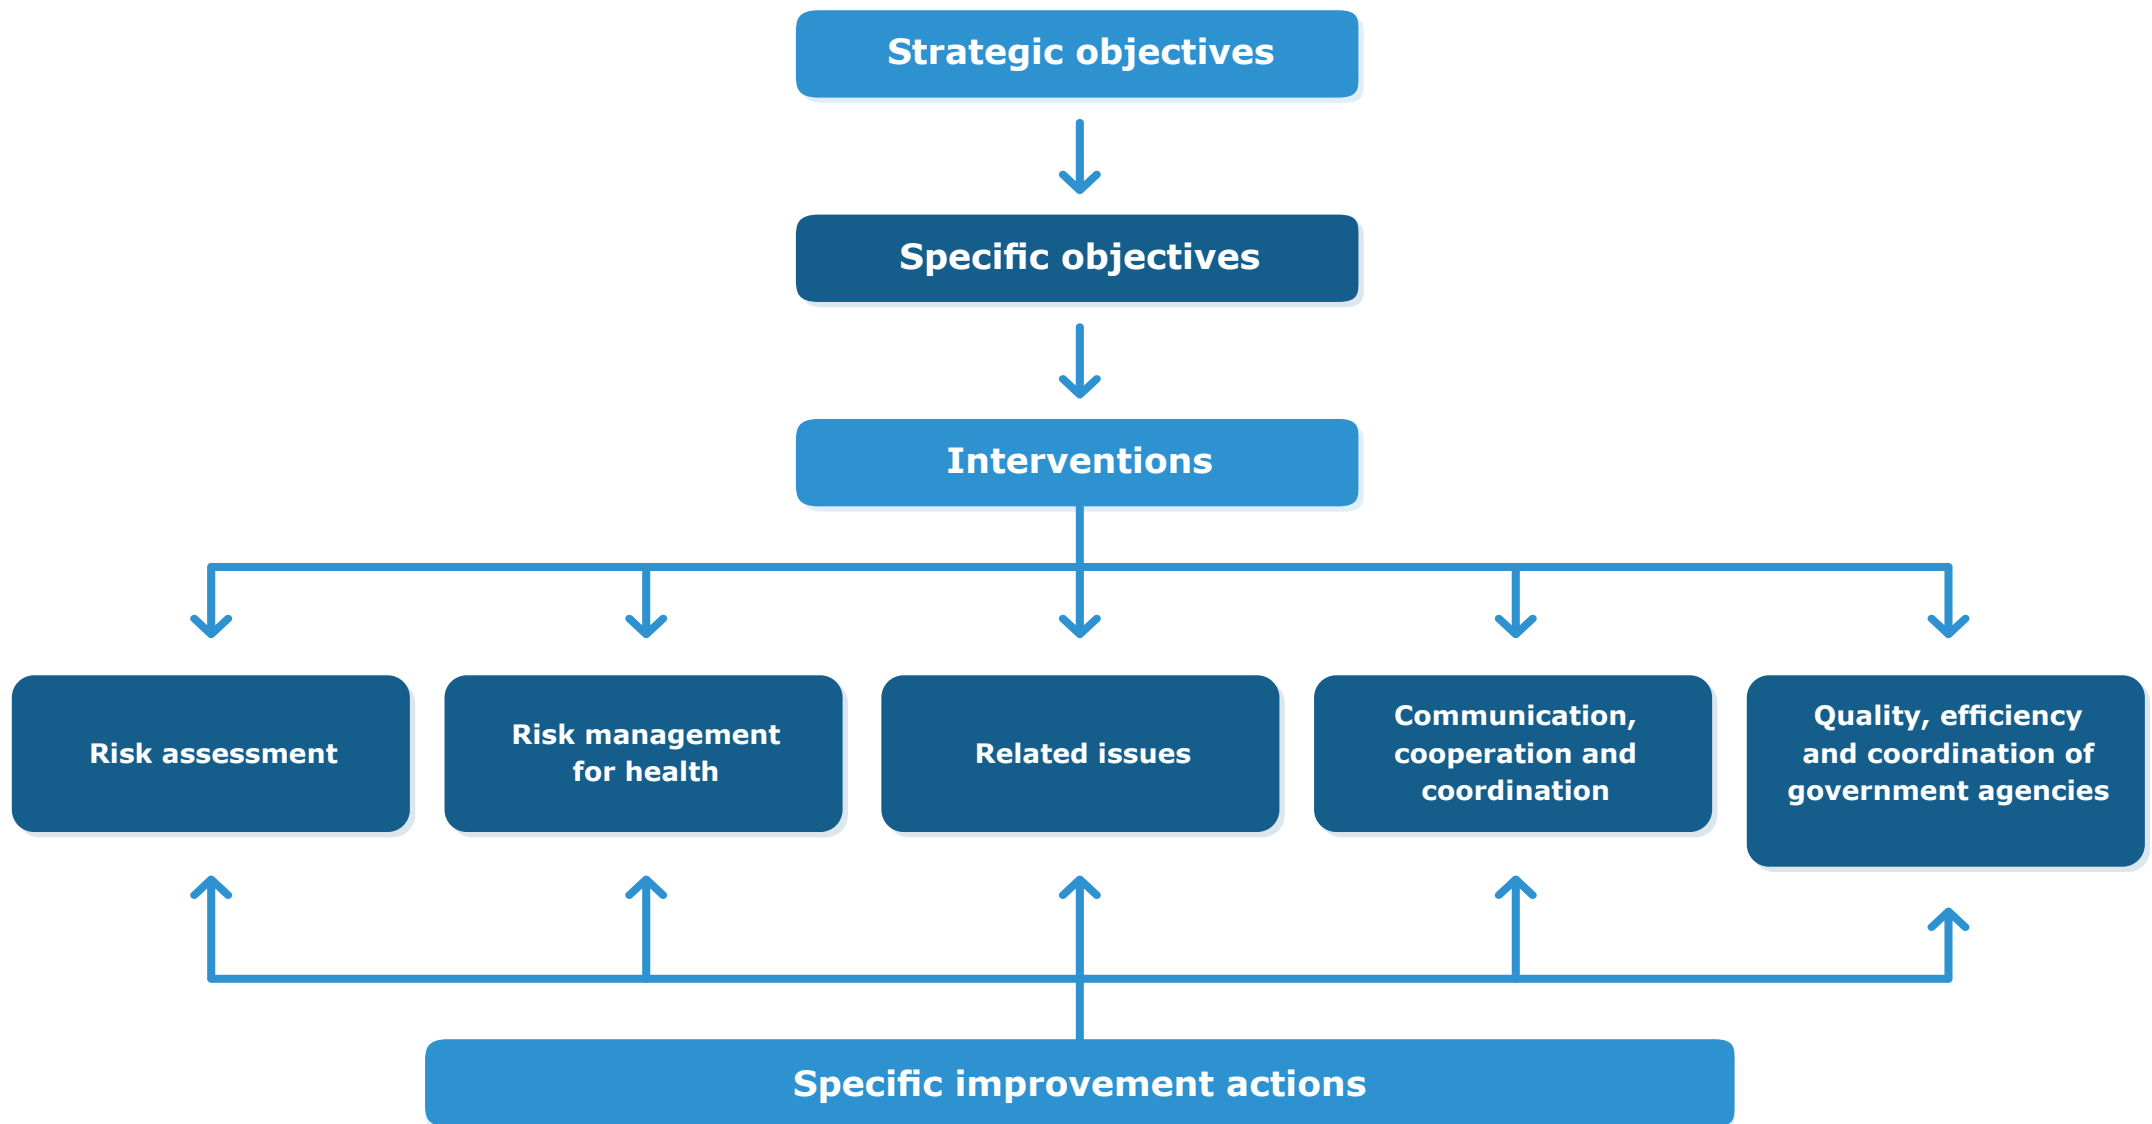 Strategic objectives
Specific objectives
Interventions
Risk assessment
Risk management
for health
Related issues
Communication,
cooperation and
coordination
Quality, efficiency
and coordination of
government agencies
Specific improvement actions